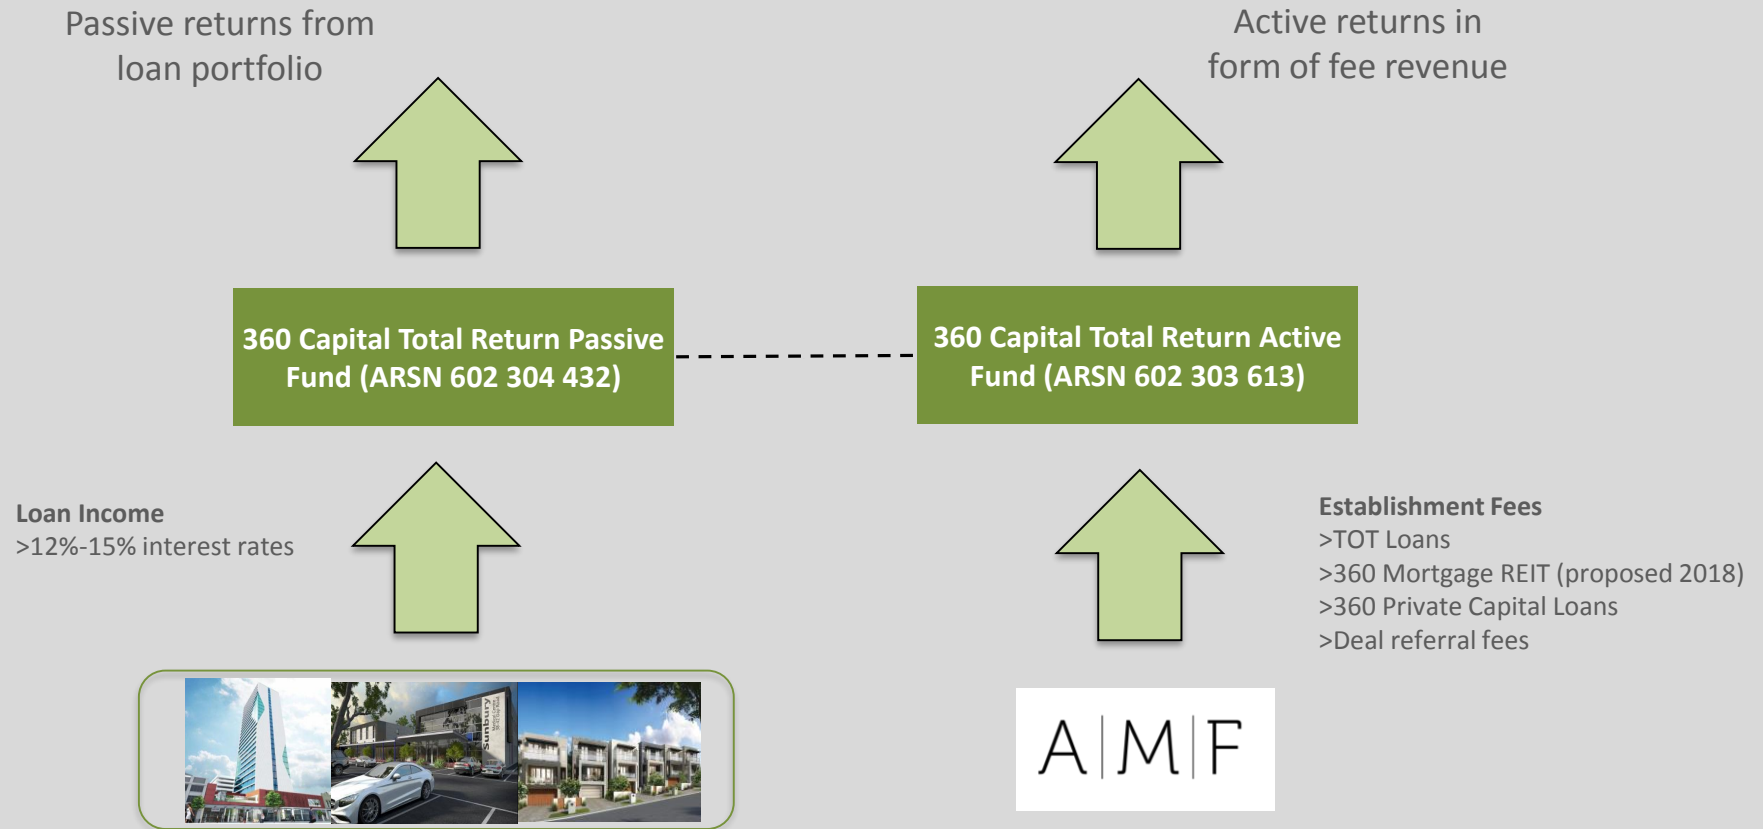 Passive returns from
loan portfolio
Active returns in
form of fee revenue
360 Capital Total Return Passive
Fund (ARSN 602 304 432)
360 Capital Total Return Active
Fund (ARSN 602 303 613)
Loan Income
>12%-15% interest rates
Establishment Fees
>TOT Loans
>360 Mortgage REIT (proposed 2018)
>360 Private Capital Loans
>Deal referral fees
Sunbury
A|M|F